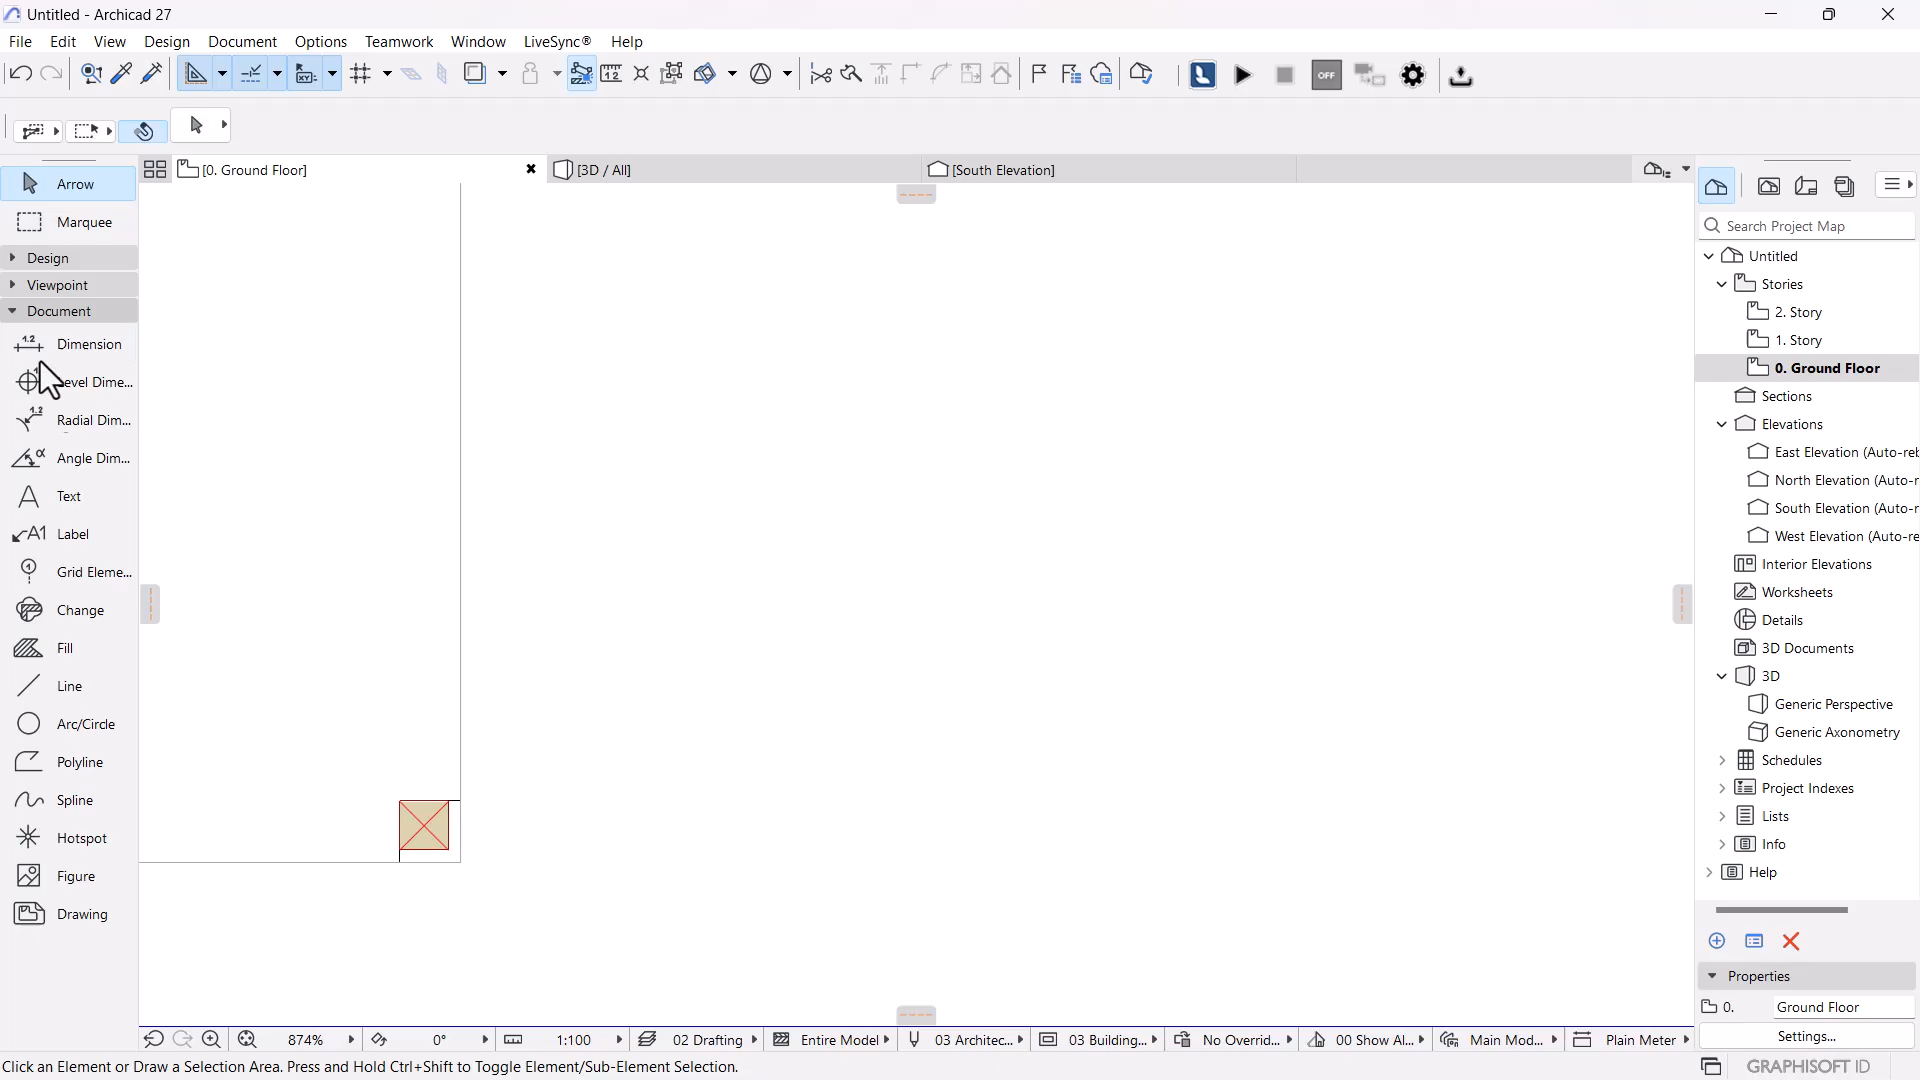 Untitled - Archicad 27
File Edit View Design Document Options Teamwork Window LiveSync® Help
OFF
Arrow
Marquee
Design
Viewpoint
Document
Dimension
evel Dime...
Radial Dim...
Angle Dim...
Text
Label
Grid Eleme...
Change
Fill
Line
Arc/Circle
Polyline
Spline
Hotspot
Figure
Drawing
[0. Ground Floor] [3D / All] [South Elevation]
Search Project Map
Untitled
Stories
2. Story
1. Story
0. Ground Floor
Sections
Elevations
East Elevation (Auto-reb
North Elevation (Auto-r
South Elevation (Auto-r
West Elevation (Auto-re
Interior Elevations
Worksheets
Details
3D Documents
3D
Generic Perspective
Generic Axonometry
Schedules
Project Indexes
Lists
Info
Help
Properties
0. Ground Floor
Settings...
874% 0° 1:100 02 Drafting Entire Model 03 Architec... 03 Building... No Overrid... 00 Show Al... Main Mod... Plain Meter
Click an Element or Draw a Selection Area. Press and Hold Ctrl+Shift to Toggle Element/Sub-Element Selection.
GRAPHISOFT ID